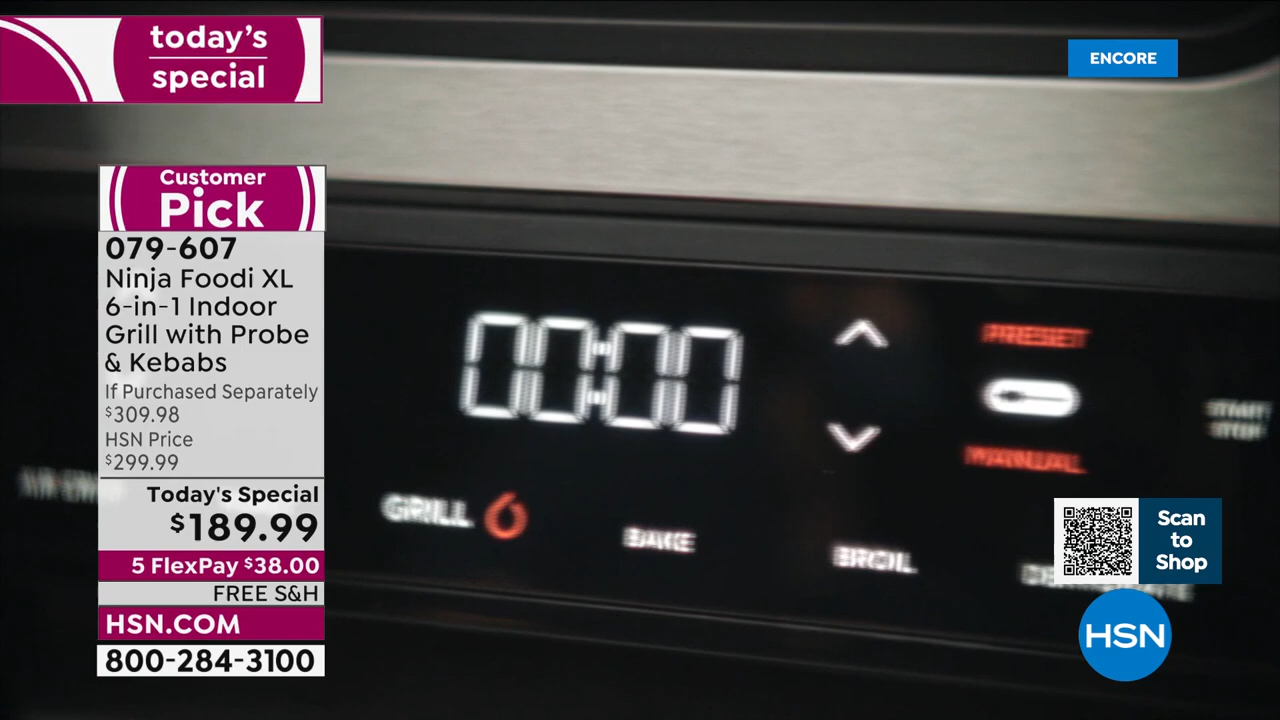 today's
special
ENCORE
Customer
Pick
079-607
Ninja Foodi XL
6-in-1 Indoor
Grill with Probe
& Kebabs
If Purchased Separately
$309.98
HSN Price
$299.99
Today's Special
$189.99
5 FlexPay $38.00
FREE S&H
HSN.COM
800-284-3100
00:00
PRESET
MANUAL
START
STOP
GRILL
BAKE
BROIL
Scan
to
Shop
HSN